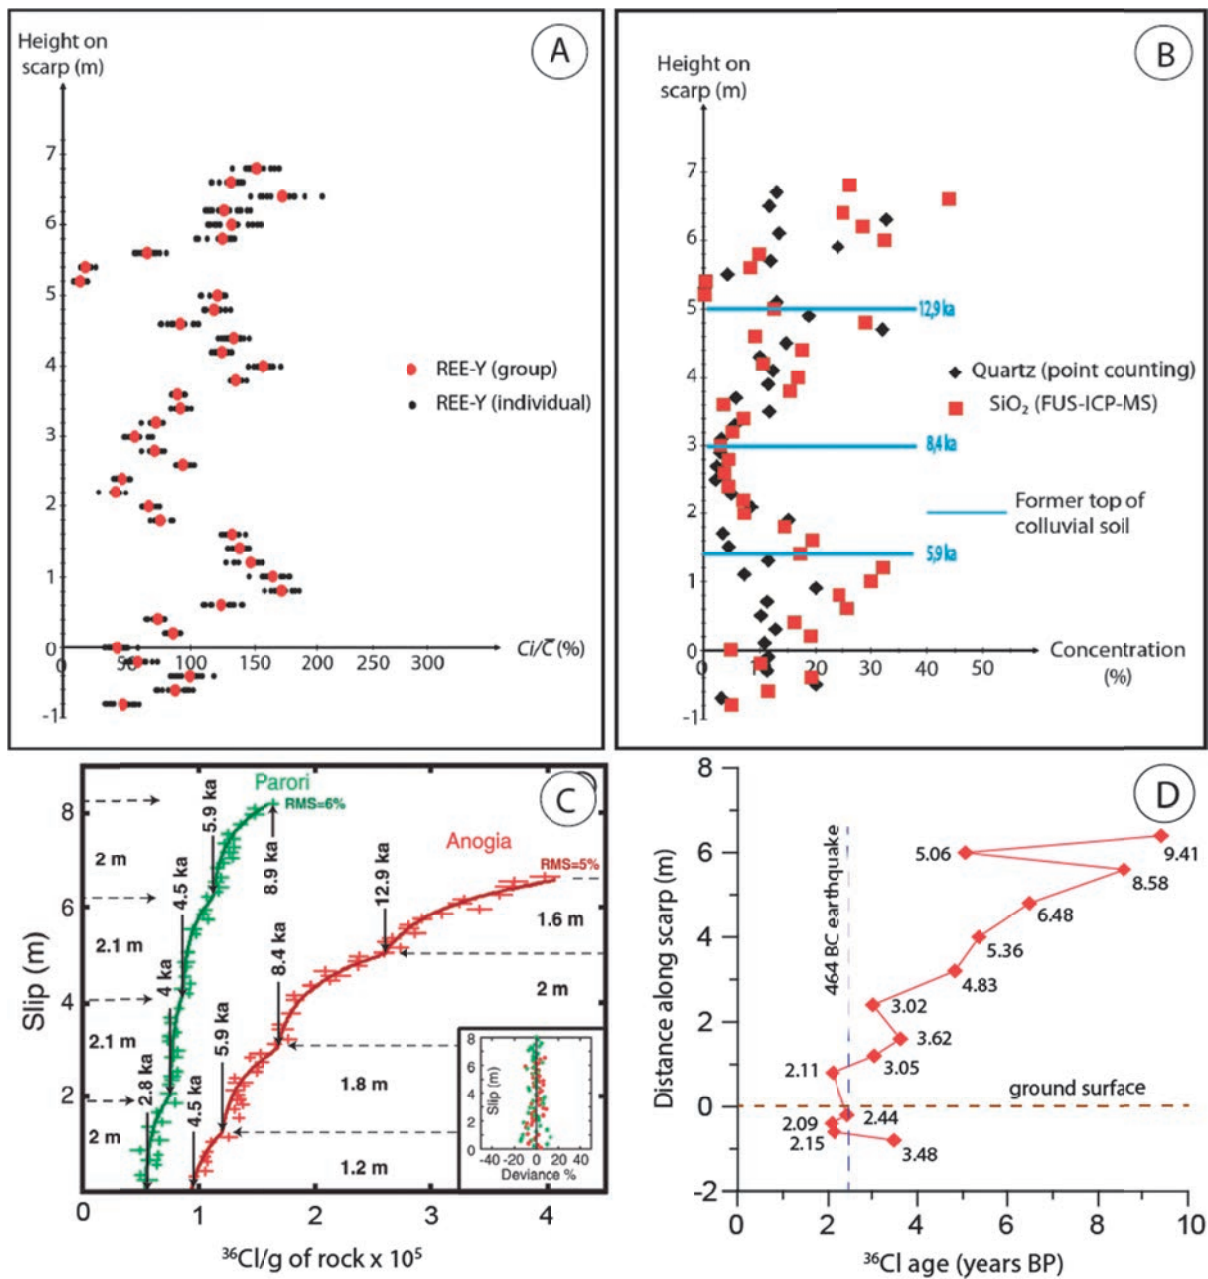 A
Height on
scarp (m)
7
6
5
4
3
2
1
0
-1
0 50 100 150 200 250 300
Ci/C̅ (%)
REE-Y (group)
REE-Y (individual)
B
Height on
scarp (m)
7
6
5
4
3
2
1
0
-1
0 10 20 30 40 50
Concentration
(%)
12,9 ka
8,4 ka
5,9 ka
Quartz (point counting)
SiO₂ (FUS-ICP-MS)
Former top of
colluvial soil
C
Parori
RMS=6%
Anogia
RMS=5%
Slip (m)
8
6
4
2
2 m
2.1 m
2.1 m
2 m
2.8 ka
4 ka
4.5 ka
5.9 ka
8.9 ka
4.5 ka
5.9 ka
8.4 ka
12.9 ka
1.6 m
2 m
1.8 m
1.2 m
Slip (m)
8
6
4
2
0
-40 -20 0 20 40
Deviance %
0 1 2 3 4
³⁶Cl/g of rock x 10⁵
D
Distance along scarp (m)
8
6
4
2
0
-2
464 BC earthquake
9.41
5.06
8.58
6.48
5.36
4.83
3.02
3.62
3.05
2.11
ground surface
2.44
2.09
2.15
3.48
0 2 4 6 8 10
³⁶Cl age (years BP)